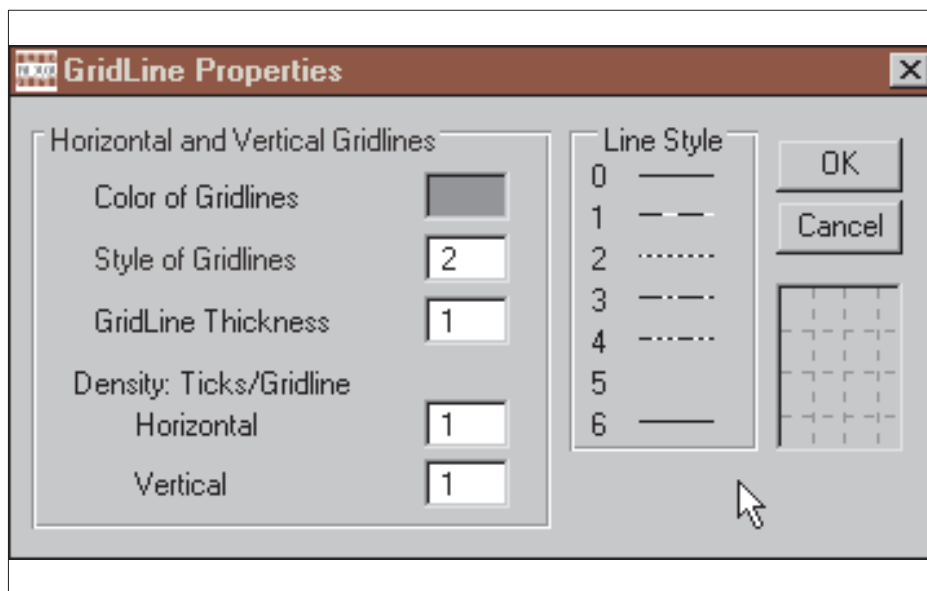 GridLine Properties
Horizontal and Vertical Gridlines
Color of Gridlines
Style of Gridlines 2
GridLine Thickness 1
Density: Ticks/Gridline
Horizontal 1
Vertical 1
Line Style
0
1
2
3
4
5
6
OK
Cancel